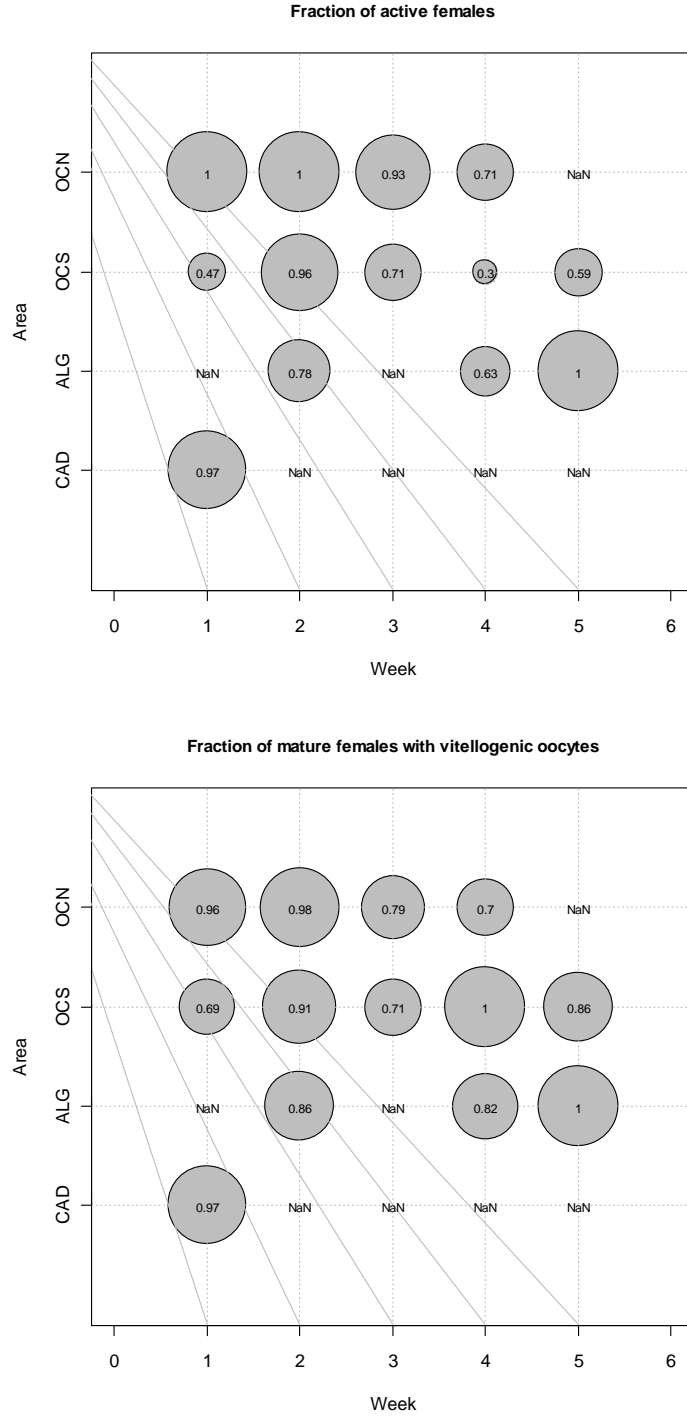 Fraction of active females
OCN 1 1 0.93 0.71 NaN
OCS 0.47 0.96 0.71 0.3 0.59
Area
ALG NaN 0.78 NaN 0.63 1
CAD 0.97 NaN NaN NaN NaN
0 1 2 3 4 5 6
Week
Fraction of mature females with vitellogenic oocytes
OCN 0.96 0.98 0.79 0.7 NaN
OCS 0.69 0.91 0.71 1 0.86
Area
ALG NaN 0.86 NaN 0.82 1
CAD 0.97 NaN NaN NaN NaN
0 1 2 3 4 5 6
Week